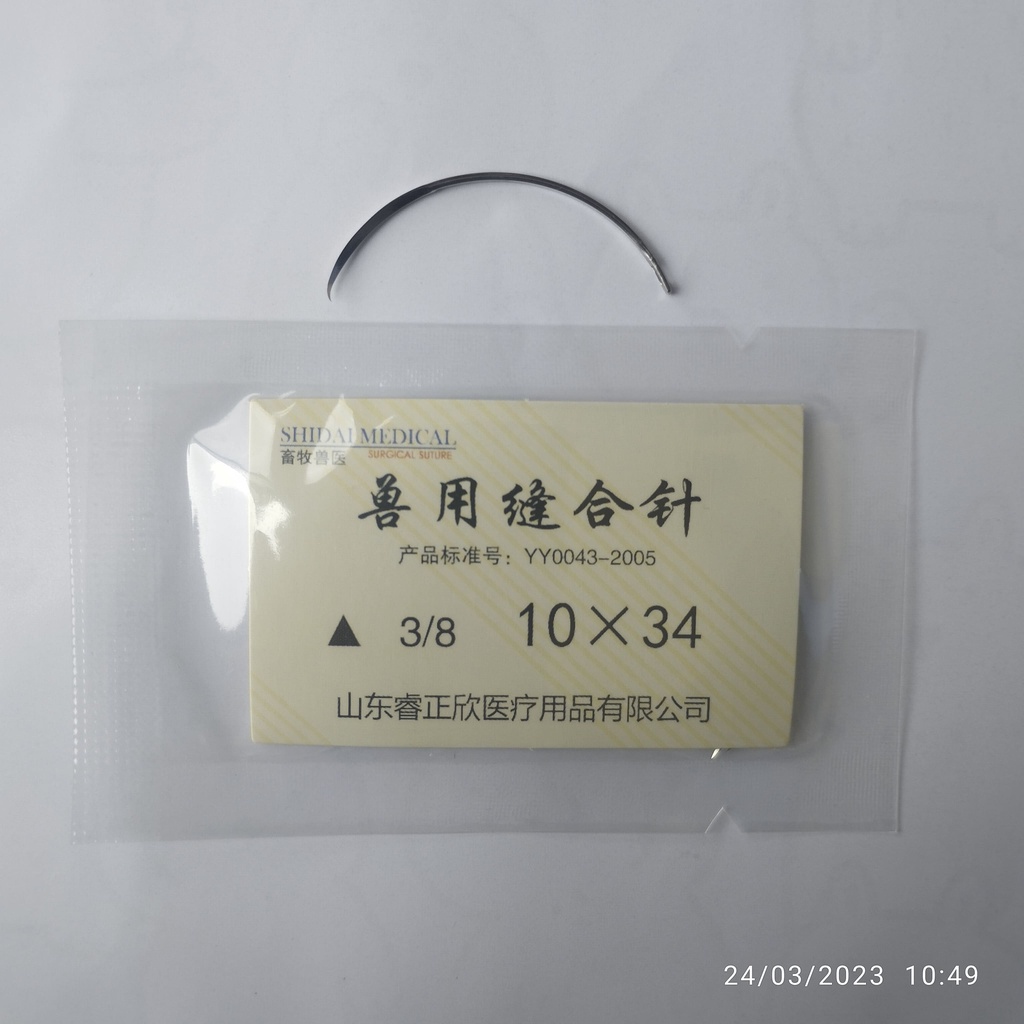 SHIDAI MEDICAL
畜牧兽医 SURGICAL SUTURE
兽用缝合针
产品标准号：YY0043-2005
▲ 3/8 10×34
山东睿正欣医疗用品有限公司
24/03/2023 10:49